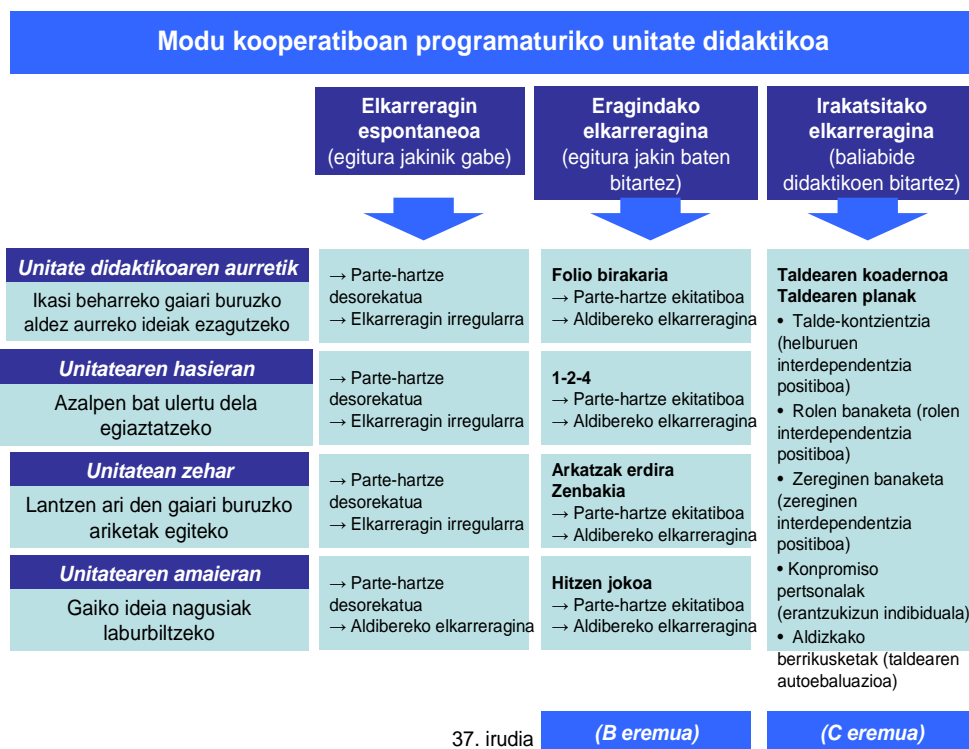 Modu kooperatiboan programaturiko unitate didaktikoa
Elkarreragin
espontaneoa
(egitura jakinik gabe)
Eragindako
elkarreragina
(egitura jakin baten
bitartez)
Irakatsitako
elkarreragina
(baliabide
didaktikoen bitartez)
Unitate didaktikoaren aurretik
Ikasi beharreko gaiari buruzko
aldez aurreko ideiak ezagutzeko
→ Parte-hartze
desorekatua
→ Elkarreragin irregularra
Folio birakaria
→ Parte-hartze ekitatiboa
→ Aldibereko elkarreragina
Unitatearen hasieran
Azalpen bat ulertu dela
egiaztatzeko
→ Parte-hartze
desorekatua
→ Elkarreragin irregularra
1-2-4
→ Parte-hartze ekitatiboa
→ Aldibereko elkarreragina
Unitatean zehar
Lantzen ari den gaiari buruzko
ariketak egiteko
→ Parte-hartze
desorekatua
→ Elkarreragin irregularra
Arkatzak erdira
Zenbakia
→ Parte-hartze ekitatiboa
→ Aldibereko elkarreragina
Unitatearen amaieran
Gaiko ideia nagusiak
laburbiltzeko
→ Parte-hartze
desorekatua
→ Aldibereko elkarreragina
Hitzen jokoa
→ Parte-hartze ekitatiboa
→ Aldibereko elkarreragina
Taldearen koadernoa
Taldearen planak
• Talde-kontzientzia
(helburuen
interdependentzia
positiboa)
• Rolen banaketa (rolen
interdependentzia
positiboa)
• Zereginen banaketa
(zereginen
interdependentzia
positiboa)
• Konpromiso
pertsonalak
(erantzukizun indibiduala)
• Aldizkako
berrikusketak (taldearen
autoebaluazioa)
37. irudia
(B eremua)
(C eremua)